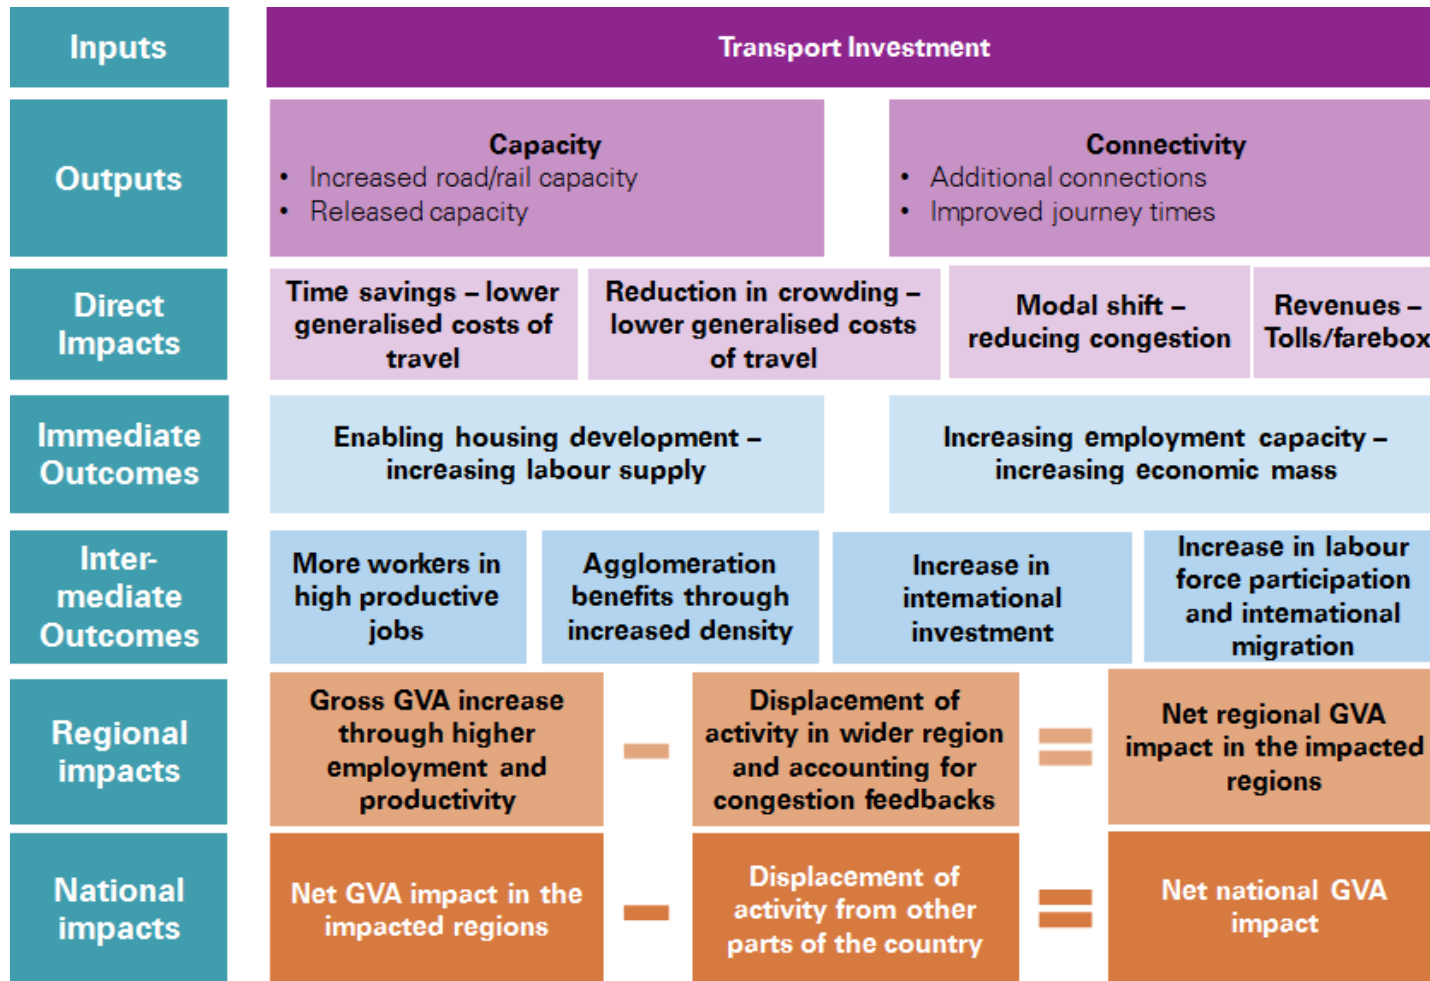 Inputs
Transport Investment
Outputs
Capacity
• Increased road/rail capacity
• Released capacity
Connectivity
• Additional connections
• Improved journey times
Direct
Impacts
Time savings – lower
generalised costs of
travel
Reduction in crowding –
lower generalised costs
of travel
Modal shift –
reducing congestion
Revenues –
Tolls/farebox
Immediate
Outcomes
Enabling housing development –
increasing labour supply
Increasing employment capacity –
increasing economic mass
Inter-
mediate
Outcomes
More workers in
high productive
jobs
Agglomeration
benefits through
increased density
Increase in
international
investment
Increase in labour
force participation
and international
migration
Regional
impacts
Gross GVA increase
through higher
employment and
productivity
–
Displacement of
activity in wider region
and accounting for
congestion feedbacks
=
Net regional GVA
impact in the impacted
regions
National
impacts
Net GVA impact in the
impacted regions
–
Displacement of
activity from other
parts of the country
=
Net national GVA
impact